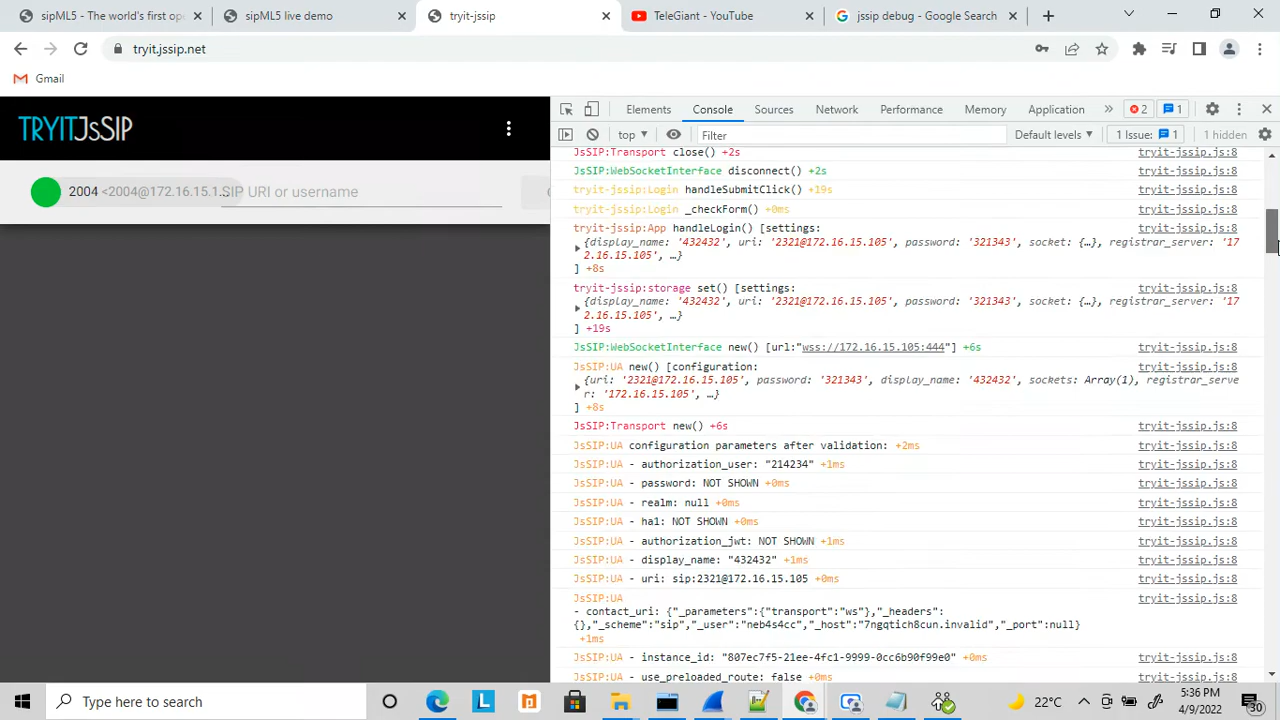 sipML5 - The world's first op
sipML5 live demo
tryit-jssip
TeleGiant - YouTube
jssip debug - Google Search
tryit.jssip.net
Gmail
TRYITJsSIP
2004 <2004@172.16.15.1...
SIP URI or username
Elements
Console
Sources
Network
Performance
Memory
Application
2
1
top
Filter
Default levels
1 Issue: 1
1 hidden
JsSIP:Transport close() +2s tryit-jssip.js:8
JsSIP:WebSocketInterface disconnect() +2s tryit-jssip.js:8
tryit-jssip:Login handleSubmitClick() +19s tryit-jssip.js:8
tryit-jssip:Login _checkForm() +0ms tryit-jssip.js:8
tryit-jssip:App handleLogin() [settings: tryit-jssip.js:8
{display_name: '432432', uri: '2321@172.16.15.105', password: '321343', socket: {…}, registrar_server: '17
2.16.15.105', …}
] +8s
tryit-jssip:storage set() [settings: tryit-jssip.js:8
{display_name: '432432', uri: '2321@172.16.15.105', password: '321343', socket: {…}, registrar_server: '17
2.16.15.105', …}
] +19s
JsSIP:WebSocketInterface new() [url:"wss://172.16.15.105:444"] +6s tryit-jssip.js:8
JsSIP:UA new() [configuration: tryit-jssip.js:8
{uri: '2321@172.16.15.105', password: '321343', display_name: '432432', sockets: Array(1), registrar_serve
r: '172.16.15.105', …}
] +8s
JsSIP:Transport new() +6s tryit-jssip.js:8
JsSIP:UA configuration parameters after validation: +2ms tryit-jssip.js:8
JsSIP:UA - authorization_user: "214234" +1ms tryit-jssip.js:8
JsSIP:UA - password: NOT SHOWN +0ms tryit-jssip.js:8
JsSIP:UA - realm: null +0ms tryit-jssip.js:8
JsSIP:UA - ha1: NOT SHOWN +0ms tryit-jssip.js:8
JsSIP:UA - authorization_jwt: NOT SHOWN +1ms tryit-jssip.js:8
JsSIP:UA - display_name: "432432" +1ms tryit-jssip.js:8
JsSIP:UA - uri: sip:2321@172.16.15.105 +0ms tryit-jssip.js:8
JsSIP:UA tryit-jssip.js:8
- contact_uri: {"_parameters":{"transport":"ws"},"_headers":
{},"_scheme":"sip","_user":"neb4s4cc","_host":"7ngqtich8cun.invalid","_port":null}
+1ms
JsSIP:UA - instance_id: "807ec7f5-21ee-4fc1-9999-0cc6b90f99e0" +0ms tryit-jssip.js:8
JsSIP:UA - use_preloaded_route: false +0ms tryit-jssip.js:8
Type here to search
22°C
5:36 PM
4/9/2022
30